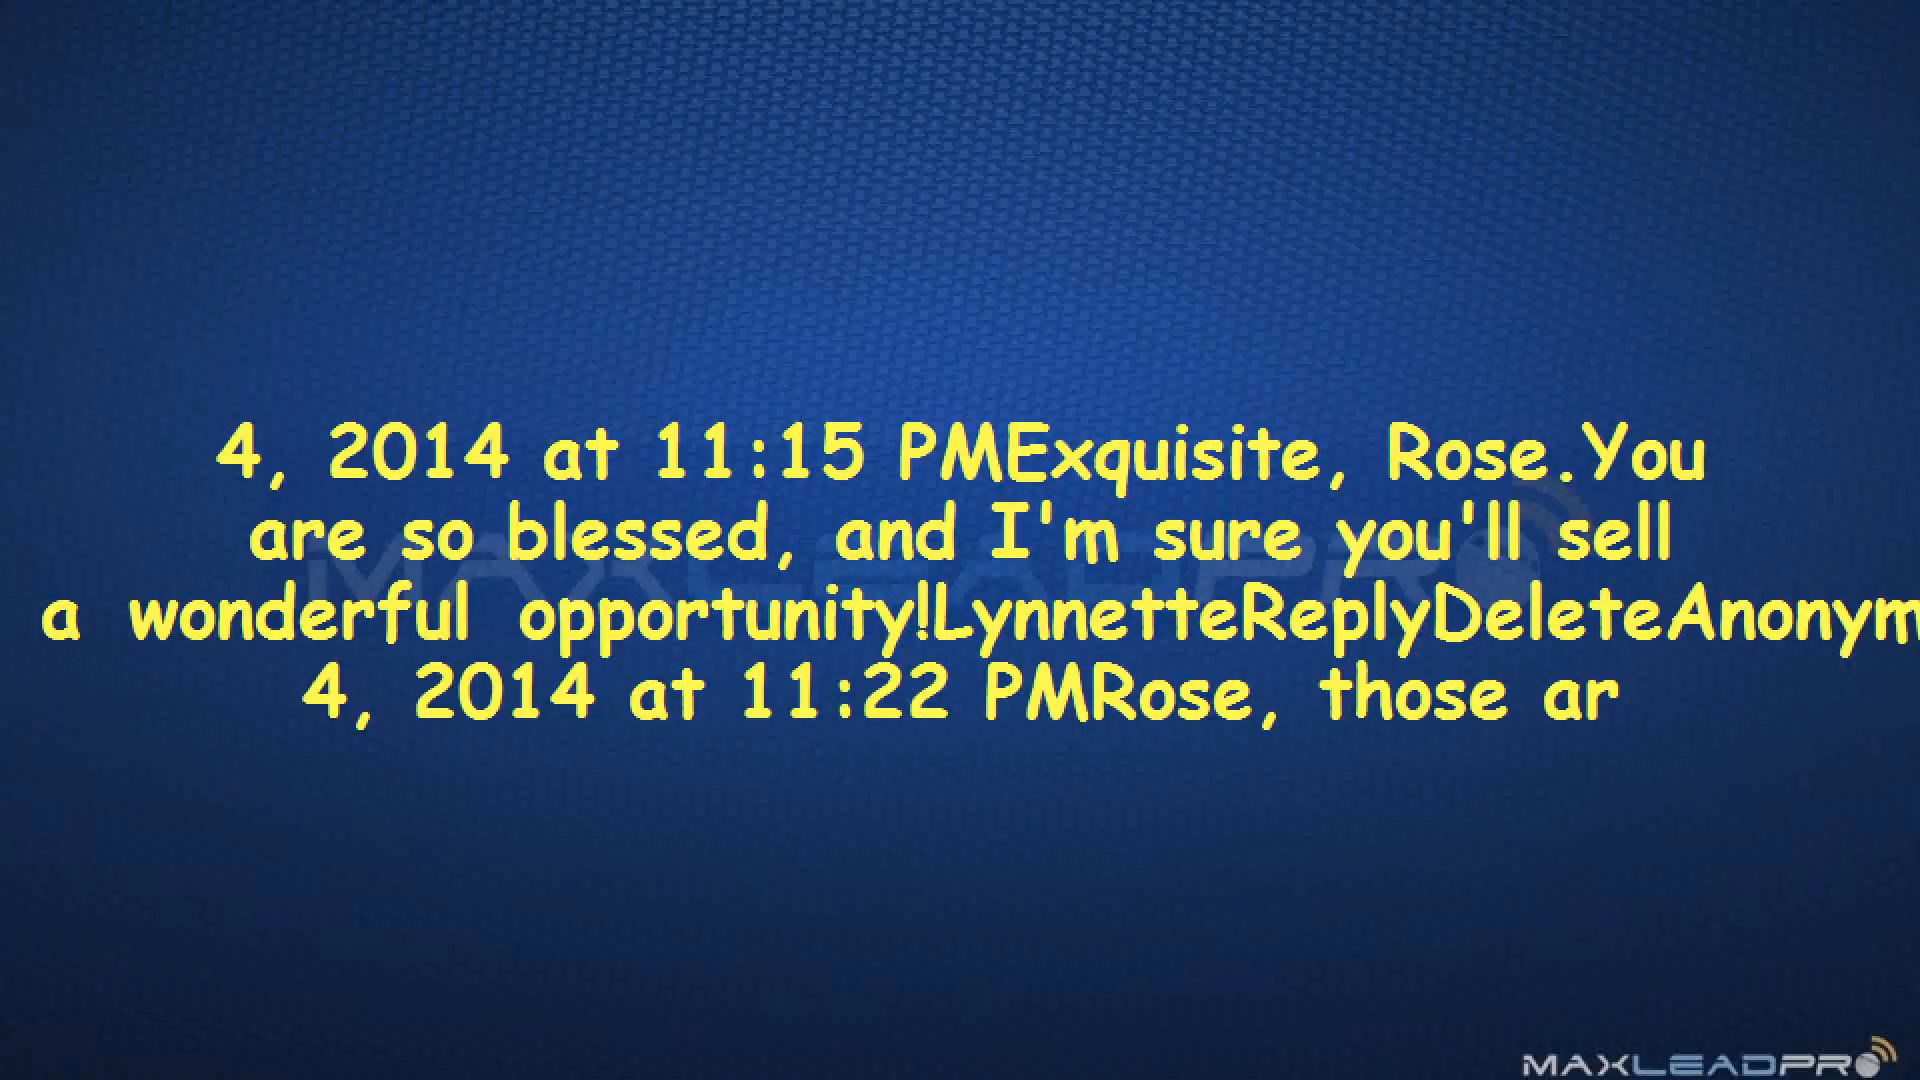 4, 2014 at 11:15 PMExquisite, Rose.You
are so blessed, and I'm sure you'll sell
a wonderful opportunity!LynnetteReplyDeleteAnonym
4, 2014 at 11:22 PMRose, those ar
MAXLEADPRO
MAXLEADPRO